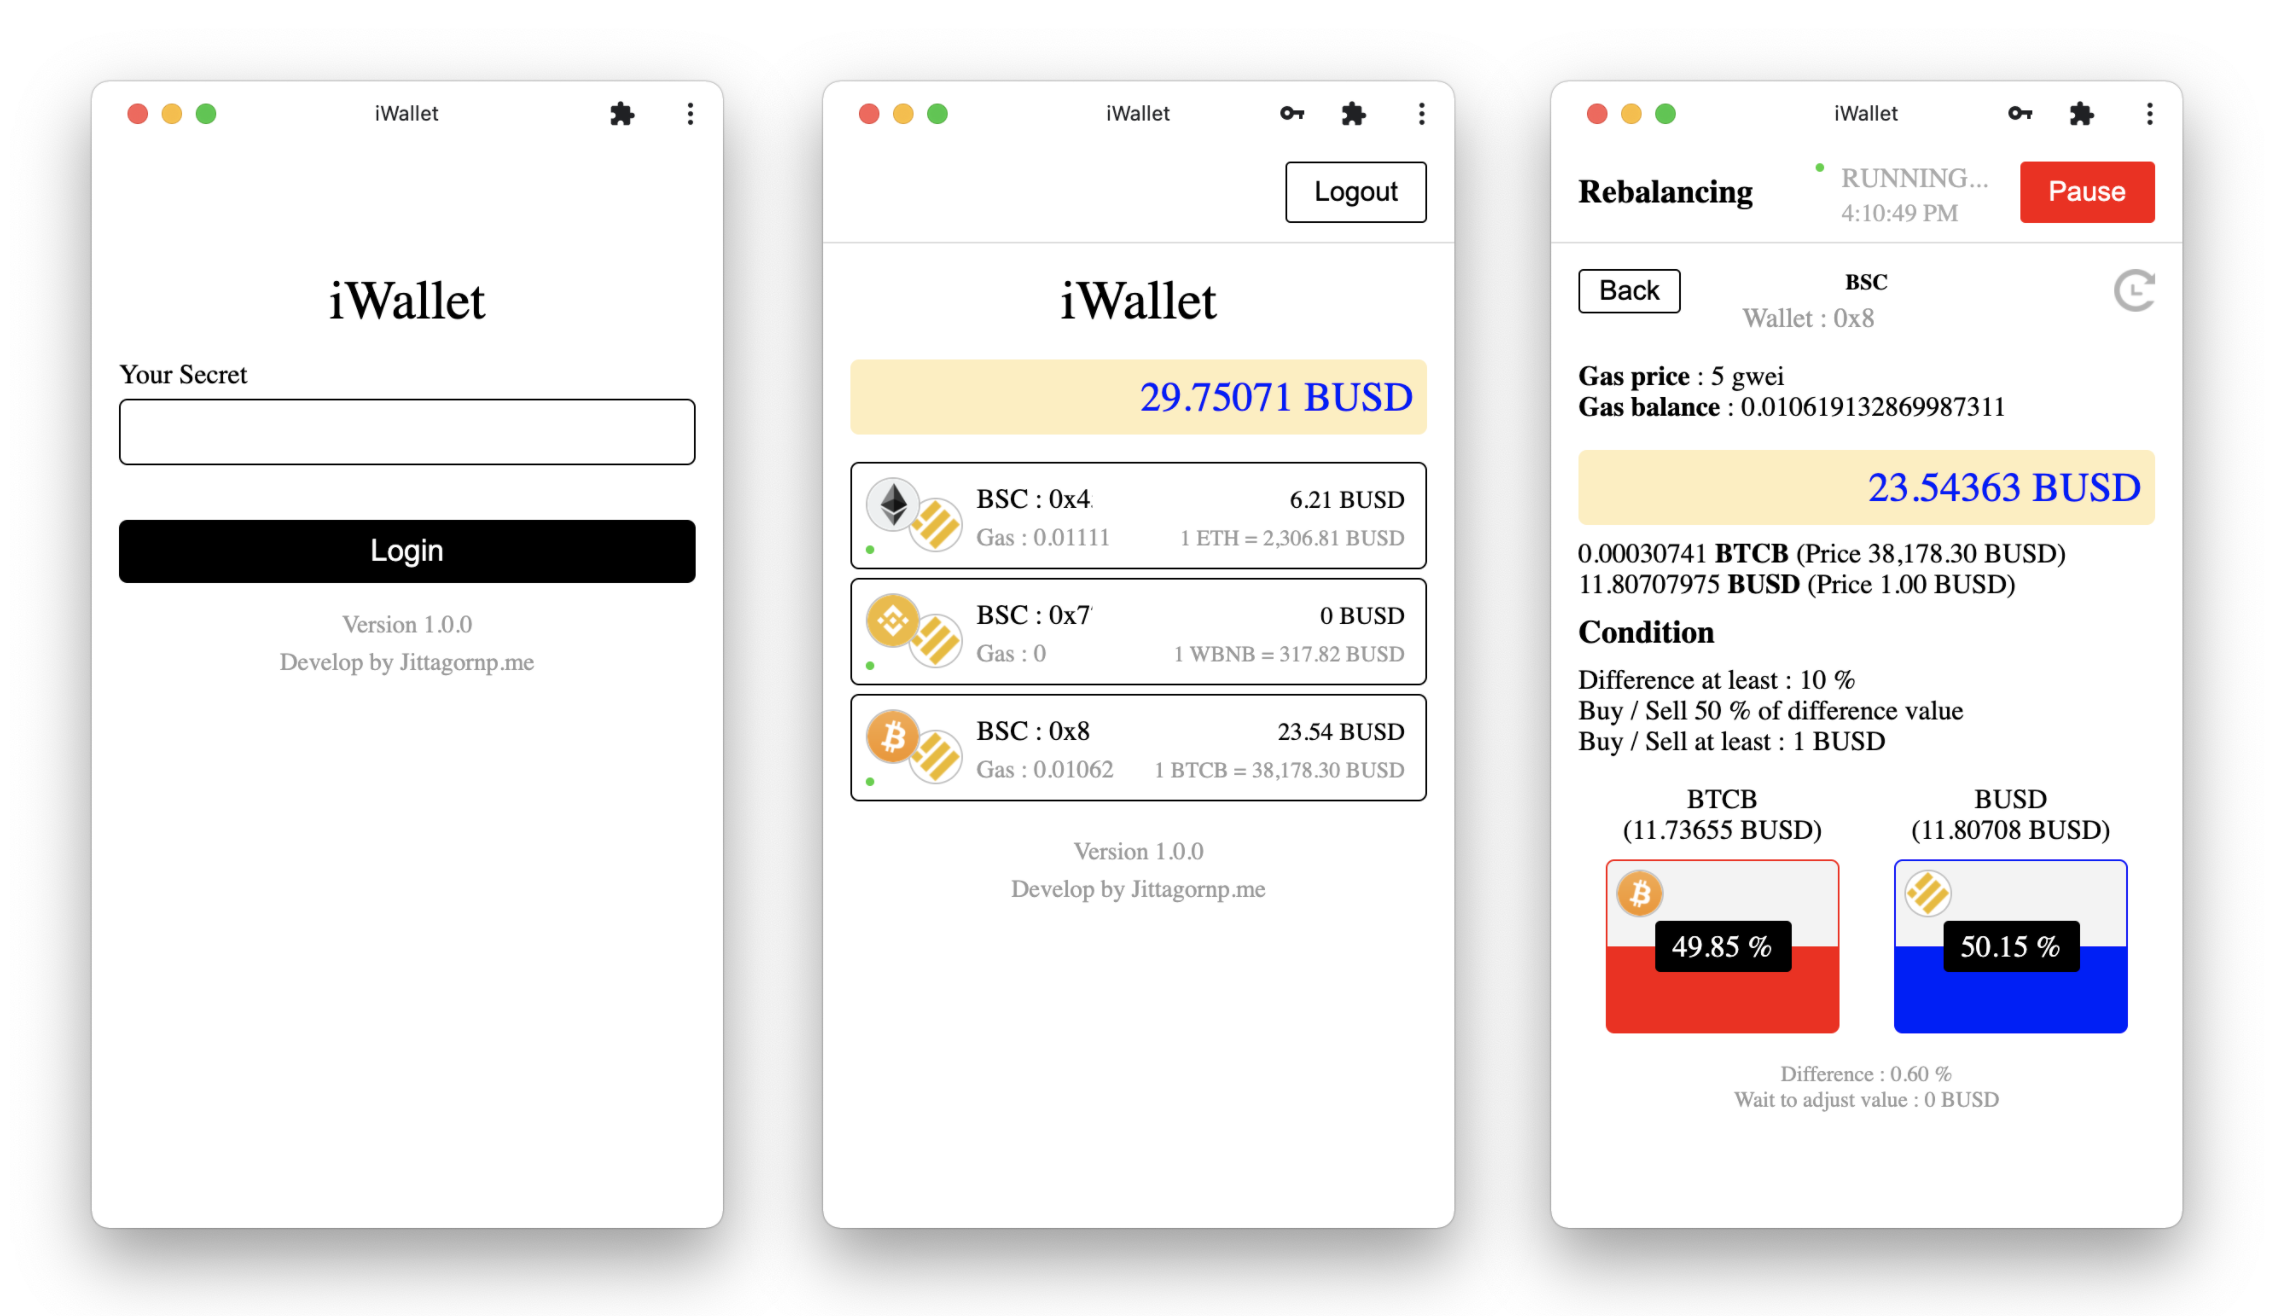 iWallet
iWallet
Your Secret
Login
Version 1.0.0
Develop by Jittagornp.me
iWallet
Logout
iWallet
29.75071 BUSD
BSC : 0x4
6.21 BUSD
Gas : 0.01111
1 ETH = 2,306.81 BUSD
BSC : 0x7
0 BUSD
Gas : 0
1 WBNB = 317.82 BUSD
BSC : 0x8
23.54 BUSD
Gas : 0.01062
1 BTCB = 38,178.30 BUSD
Version 1.0.0
Develop by Jittagornp.me
iWallet
Rebalancing
RUNNING...
4:10:49 PM
Pause
Back
BSC
Wallet : 0x8
Gas price : 5 gwei
Gas balance : 0.010619132869987311
23.54363 BUSD
0.00030741 BTCB (Price 38,178.30 BUSD)
11.80707975 BUSD (Price 1.00 BUSD)
Condition
Difference at least : 10 %
Buy / Sell 50 % of difference value
Buy / Sell at least : 1 BUSD
BTCB
(11.73655 BUSD)
49.85 %
BUSD
(11.80708 BUSD)
50.15 %
Difference : 0.60 %
Wait to adjust value : 0 BUSD